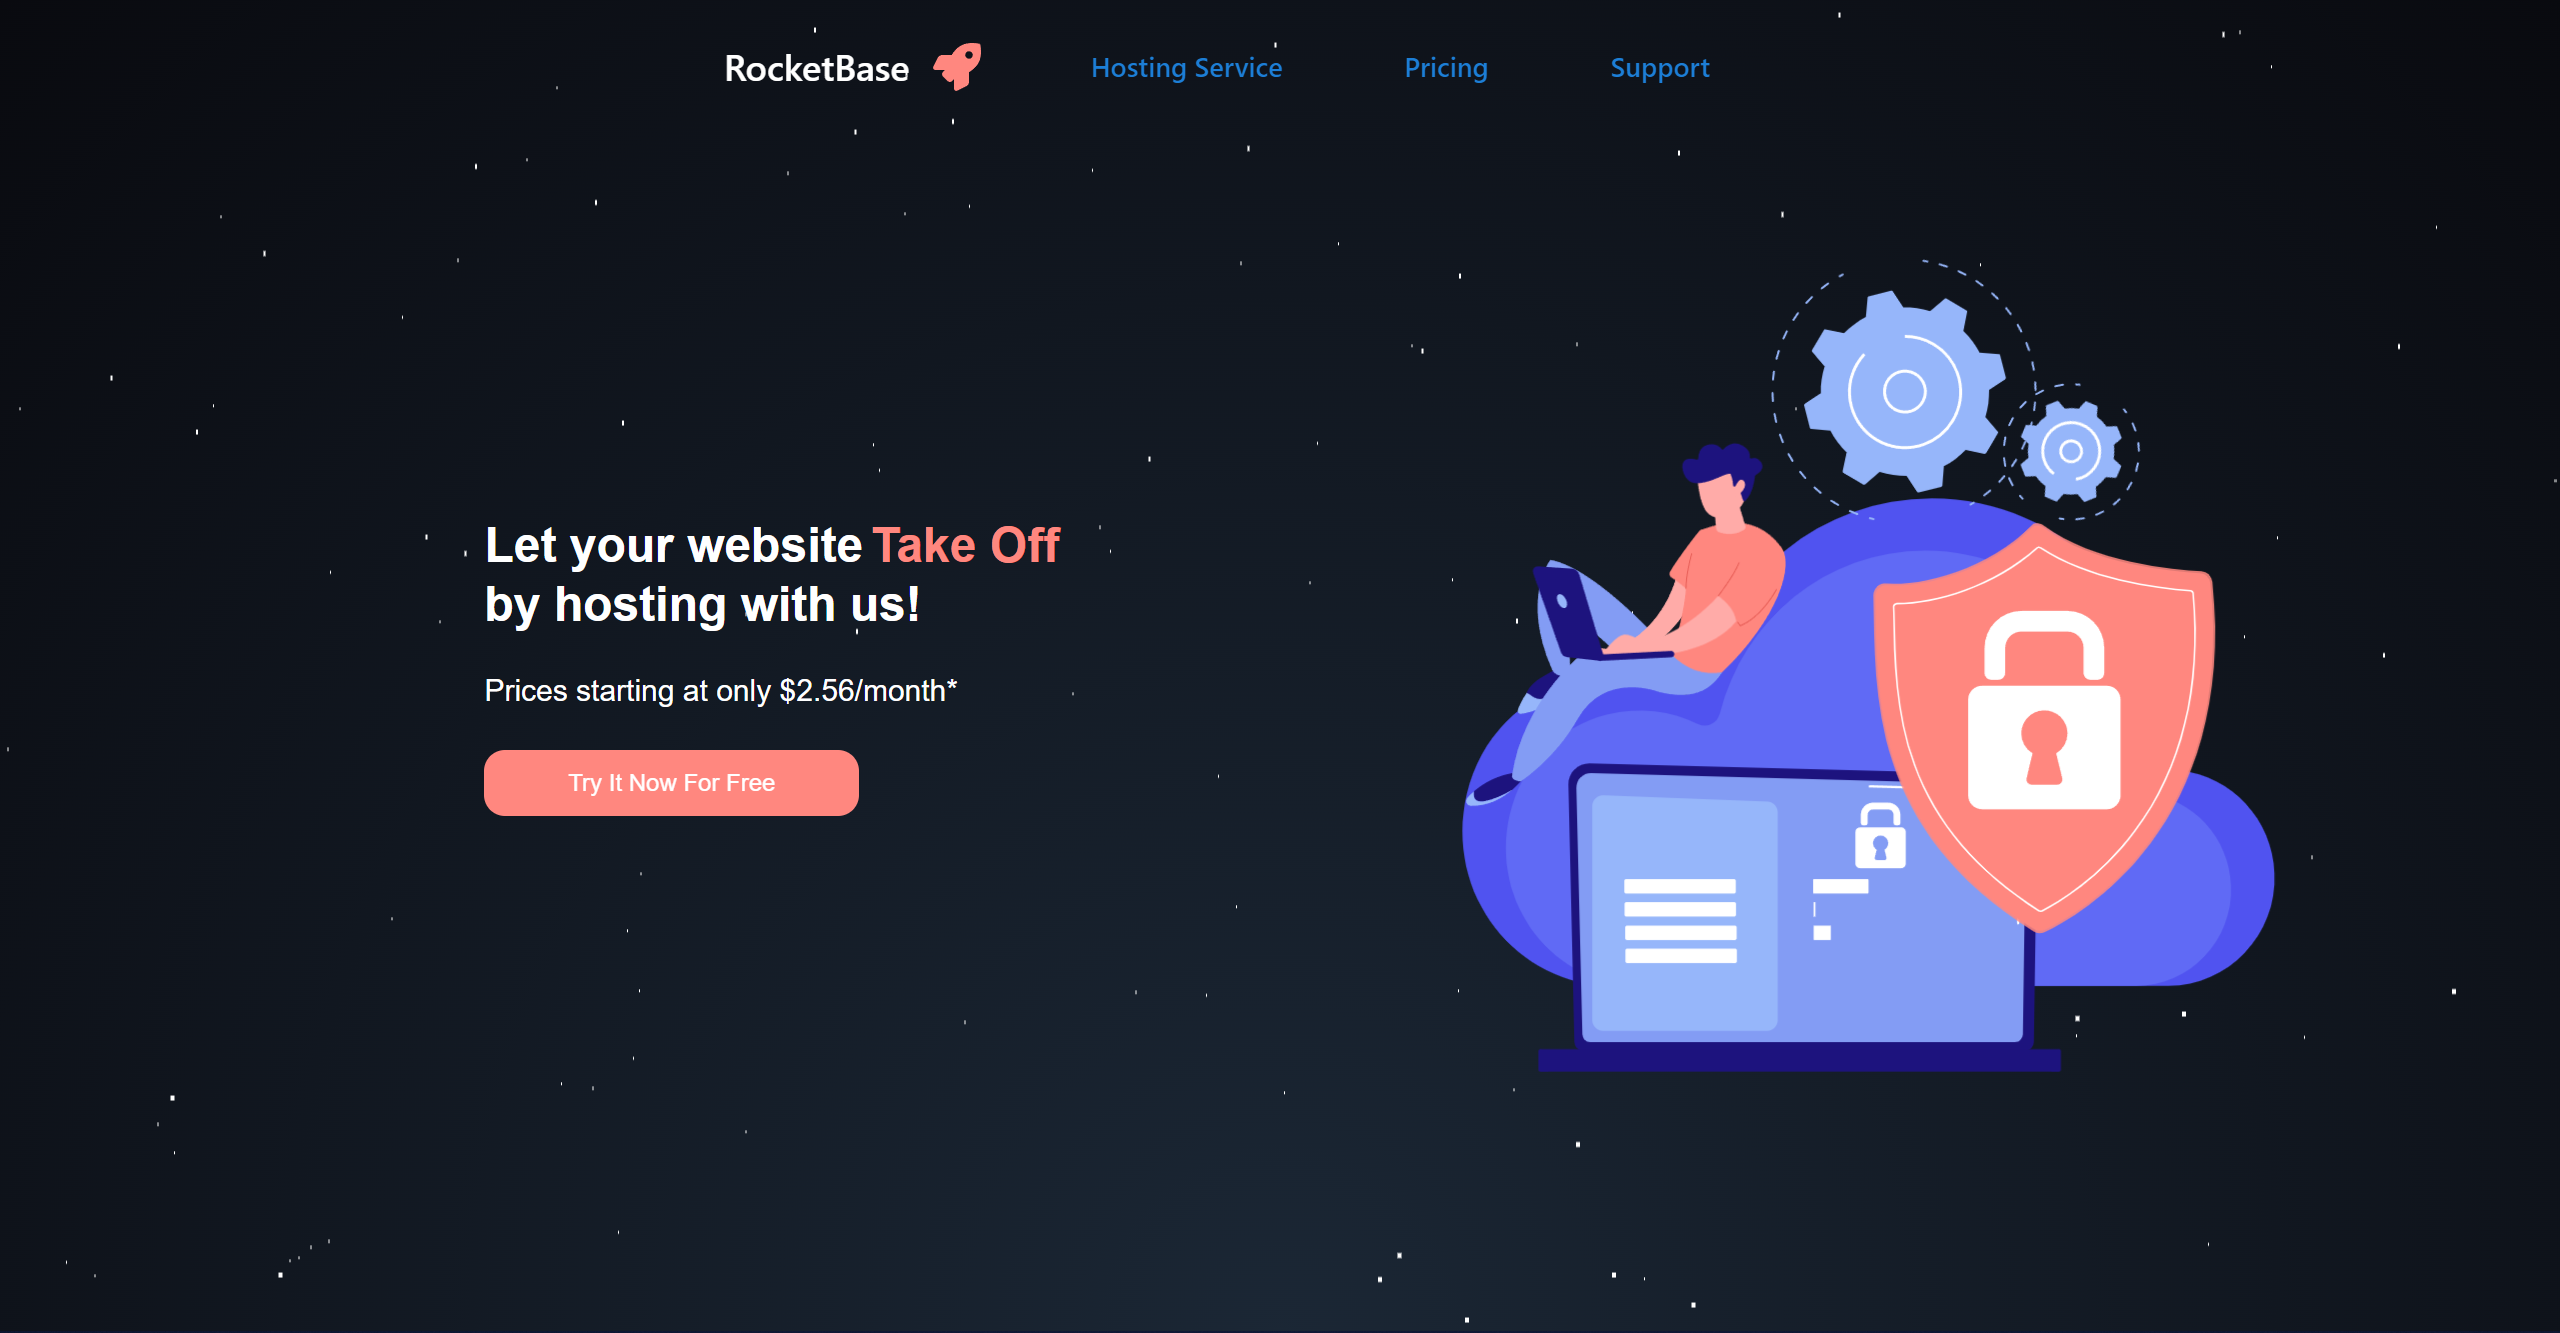 RocketBase
Hosting Service
Pricing
Support
Let your website Take Off
by hosting with us!
Prices starting at only $2.56/month*
Try It Now For Free